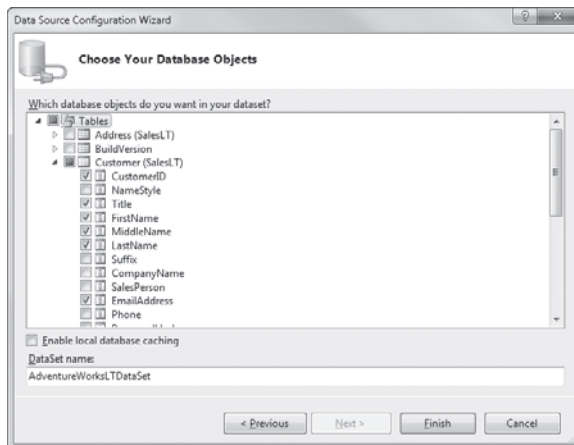 Data Source Configuration Wizard
Choose Your Database Objects
Which database objects do you want in your dataset?
Tables
Address (SalesLT)
BuildVersion
Customer (SalesLT)
CustomerID
NameStyle
Title
FirstName
MiddleName
LastName
Suffix
CompanyName
SalesPerson
EmailAddress
Phone
Enable local database caching
DataSet name:
AdventureWorksLTDataSet
< Previous
Next >
Finish
Cancel